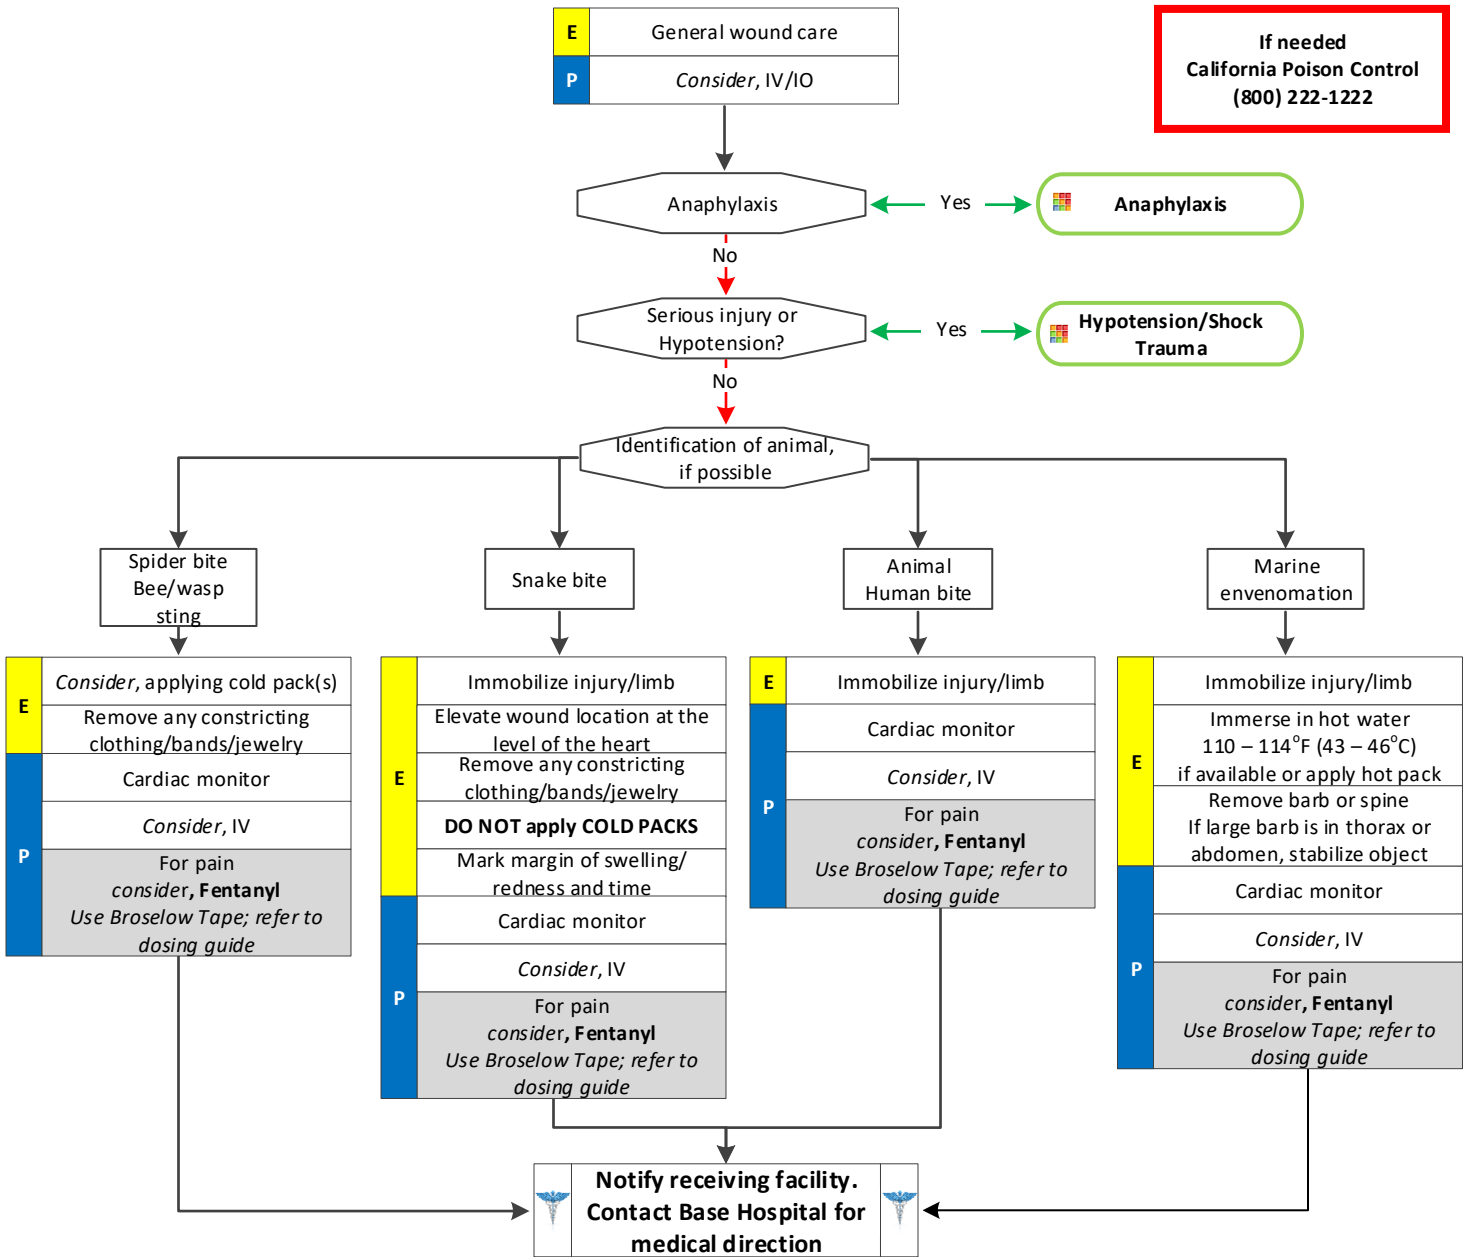 E
General wound care
P
Consider, IV/IO
If needed
California Poison Control
(800) 222-1222
Anaphylaxis
Yes
Anaphylaxis
No
Serious injury or
Hypotension?
Yes
Hypotension/Shock
Trauma
No
Identification of animal,
if possible
Spider bite
Bee/wasp
sting
Snake bite
Animal
Human bite
Marine
envenomation
E
Consider, applying cold pack(s)
Remove any constricting
clothing/bands/jewelry
P
Cardiac monitor
Consider, IV
For pain
consider, Fentanyl
Use Broselow Tape; refer to
dosing guide
E
Immobilize injury/limb
Elevate wound location at the
level of the heart
Remove any constricting
clothing/bands/jewelry
DO NOT apply COLD PACKS
Mark margin of swelling/
redness and time
P
Cardiac monitor
Consider, IV
For pain
consider, Fentanyl
Use Broselow Tape; refer to
dosing guide
E
Immobilize injury/limb
P
Cardiac monitor
Consider, IV
For pain
consider, Fentanyl
Use Broselow Tape; refer to
dosing guide
E
Immobilize injury/limb
Immerse in hot water
110 – 114°F (43 – 46°C)
if available or apply hot pack
Remove barb or spine
If large barb is in thorax or
abdomen, stabilize object
P
Cardiac monitor
Consider, IV
For pain
consider, Fentanyl
Use Broselow Tape; refer to
dosing guide
Notify receiving facility.
Contact Base Hospital for
medical direction